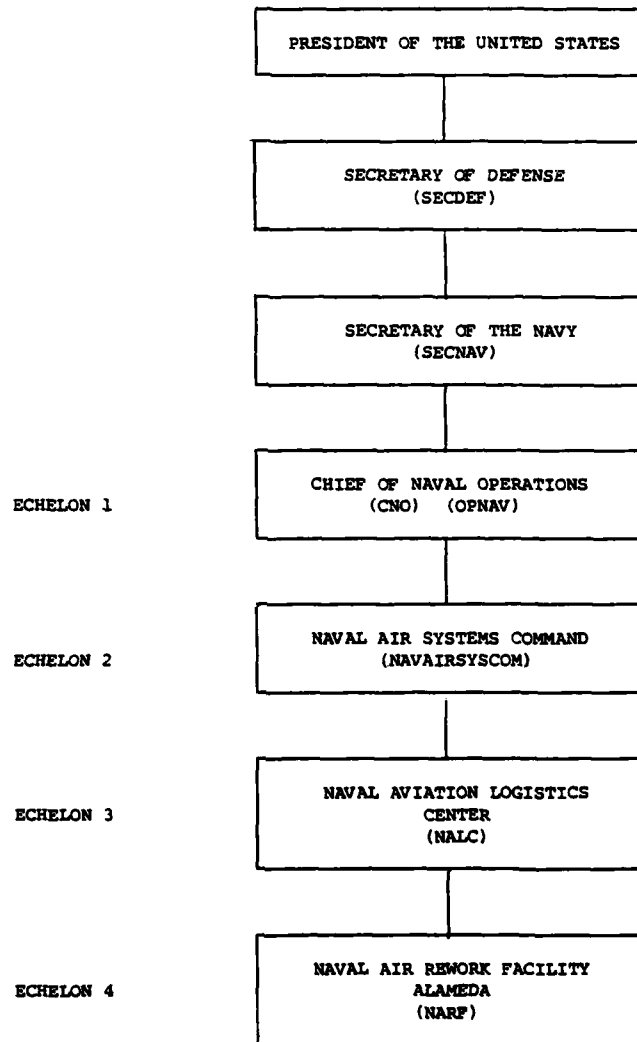 PRESIDENT OF THE UNITED STATES
SECRETARY OF DEFENSE
(SECDEF)
SECRETARY OF THE NAVY
(SECNAV)
CHIEF OF NAVAL OPERATIONS
ECHELON 1 (CNO) (OPNAV)
NAVAL AIR SYSTEMS COMMAND
ECHELON 2 (NAVAIRSYSCOM)
NAVAL AVIATION LOGISTICS
ECHELON 3 CENTER
(NALC)
NAVAL AIR REWORK FACILITY
ECHELON 4 ALAMEDA
(NARF)